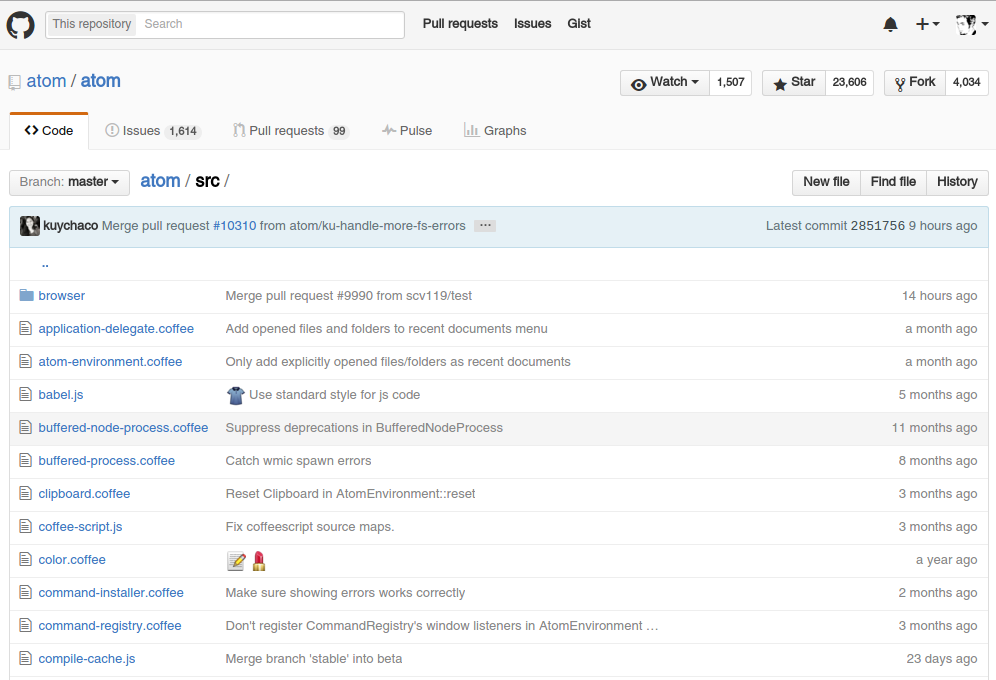 This repository Search Pull requests Issues Gist
atom / atom Watch 1,507 Star 23,606 Fork 4,034
Code Issues 1,614 Pull requests 99 Pulse Graphs
Branch: master atom / src / New file Find file History
kuychaco Merge pull request #10310 from atom/ku-handle-more-fs-errors ... Latest commit 2851756 9 hours ago
..
browser Merge pull request #9990 from scv119/test 14 hours ago
application-delegate.coffee Add opened files and folders to recent documents menu a month ago
atom-environment.coffee Only add explicitly opened files/folders as recent documents a month ago
babel.js Use standard style for js code 5 months ago
buffered-node-process.coffee Suppress deprecations in BufferedNodeProcess 11 months ago
buffered-process.coffee Catch wmic spawn errors 8 months ago
clipboard.coffee Reset Clipboard in AtomEnvironment::reset 3 months ago
coffee-script.js Fix coffeescript source maps. 3 months ago
color.coffee a year ago
command-installer.coffee Make sure showing errors works correctly 2 months ago
command-registry.coffee Don't register CommandRegistry's window listeners in AtomEnvironment … 3 months ago
compile-cache.js Merge branch 'stable' into beta 23 days ago